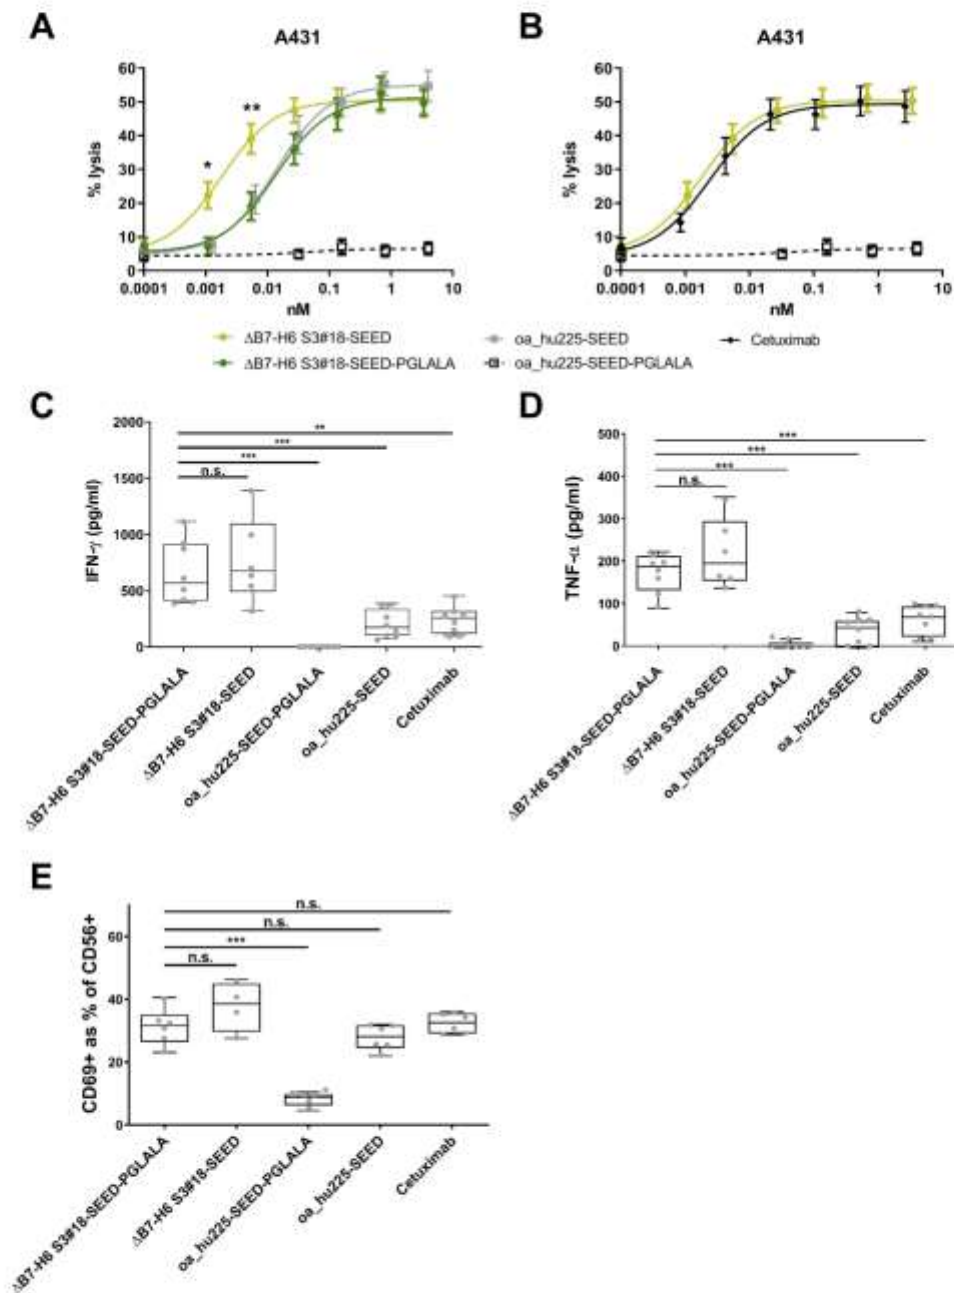 A
A431
% lysis
60
50
40
30
20
10
0
*
**
0.0001 0.001 0.01 0.1 1 10
nM
B
A431
% lysis
60
50
40
30
20
10
0
0.0001 0.001 0.01 0.1 1 10
nM
ΔB7-H6 S3#18-SEED
oa_hu225-SEED
Cetuximab
ΔB7-H6 S3#18-SEED-PGLALA
oa_hu225-SEED-PGLALA
C
IFN-γ (pg/ml)
2000
1500
1000
500
0
**
***
***
n.s.
ΔB7-H6 S3#18-SEED-PGLALA
ΔB7-H6 S3#18-SEED
oa_hu225-SEED-PGLALA
oa_hu225-SEED
Cetuximab
D
TNF-α (pg/ml)
500
400
300
200
100
0
***
***
***
n.s.
ΔB7-H6 S3#18-SEED-PGLALA
ΔB7-H6 S3#18-SEED
oa_hu225-SEED-PGLALA
oa_hu225-SEED
Cetuximab
E
CD69+ as % of CD56+
60
40
20
0
n.s.
n.s.
***
n.s.
ΔB7-H6 S3#18-SEED-PGLALA
ΔB7-H6 S3#18-SEED
oa_hu225-SEED-PGLALA
oa_hu225-SEED
Cetuximab